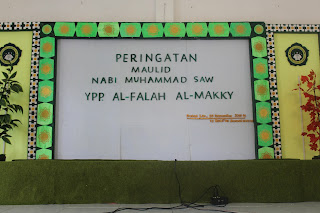 PERINGATAN
MAULID
NABI MUHAMMAD SAW
YPP. AL-FALAH AL-MAKKY